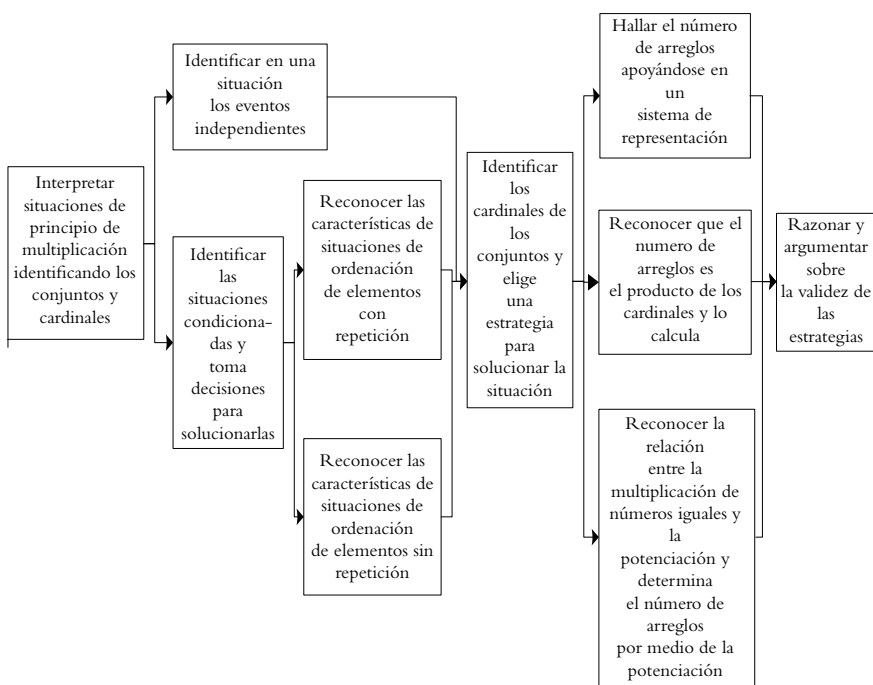 Interpretar
situaciones de
principio de
multiplicación
identificando los
conjuntos y
cardinales
Identificar en una
situación
los eventos
independientes
Identificar
las
situaciones
condiciona-
das y
toma
decisiones
para
solucionarlas
Reconocer las
características de
situaciones de
ordenación
de elementos
con
repetición
Reconocer las
características de
situaciones de
ordenación
de elementos sin
repetición
Identificar
los
cardinales de
los
conjuntos y
elige
una
estrategia
para
solucionar la
situación
Hallar el número
de arreglos
apoyándose en
un
sistema de
representación
Reconocer que el
numero de
arreglos es
el producto de los
cardinales y lo
calcula
Reconocer la
relación
entre la
multiplicación de
números iguales y
la
potenciación y
determina
el número de
arreglos
por medio de la
potenciación
Razonar y
argumentar
sobre
la validez de
las
estrategias